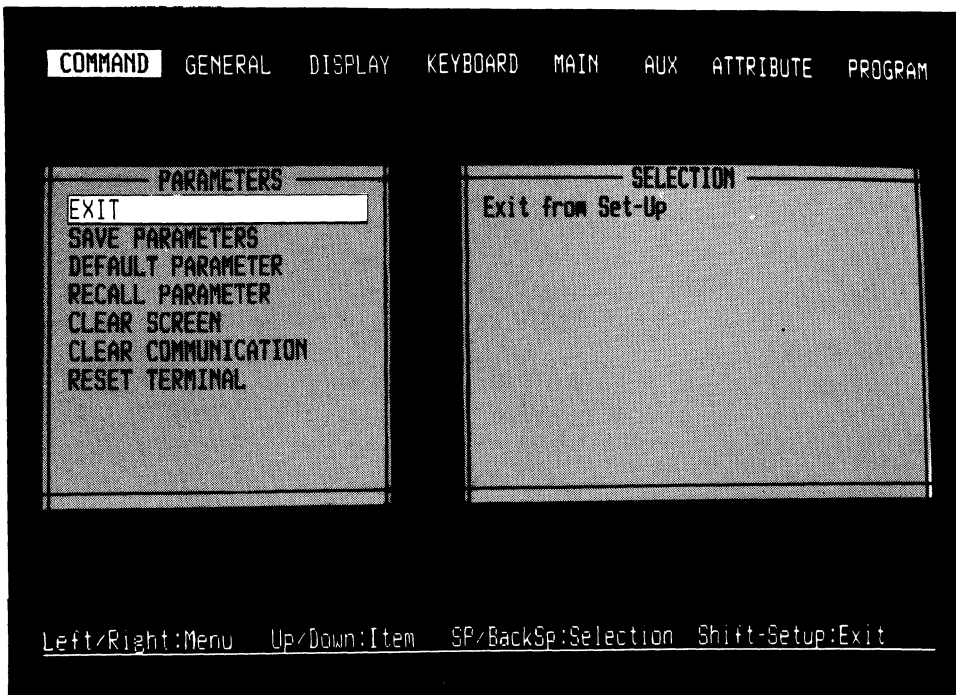 COMMAND GENERAL DISPLAY KEYBOARD MAIN AUX ATTRIBUTE PROGRAM
PARAMETERS
EXIT
SAVE PARAMETERS
DEFAULT PARAMETER
RECALL PARAMETER
CLEAR SCREEN
CLEAR COMMUNICATION
RESET TERMINAL
SELECTION
Exit from Set-Up
Left/Right:Menu Up/Down:Item SP/BackSp:Selection Shift-Setup:Exit